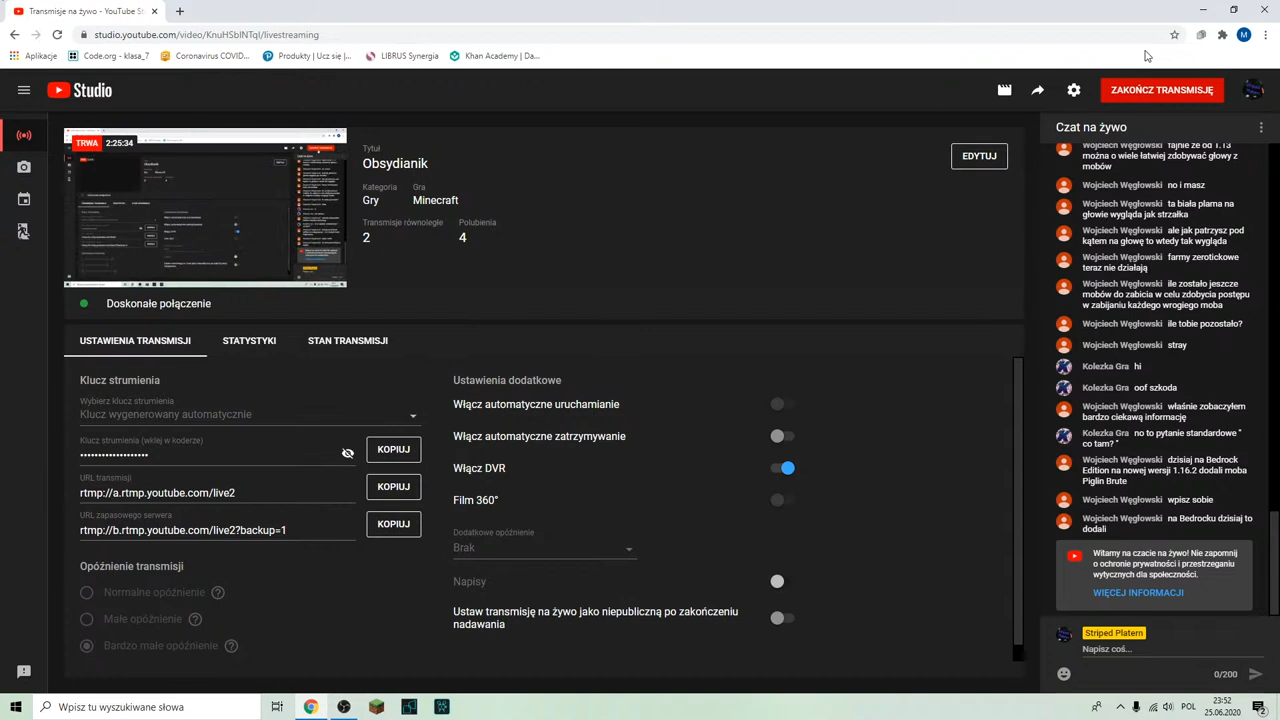 Transmisje na żywo - YouTube St
studio.youtube.com/video/KnuHSbINTqI/livestreaming
M
Aplikacje
Code.org - klasa_7
Coronavirus COVID...
Produkty | Ucz się |...
LIBRUS Synergia
Khan Academy | Da...
Studio
ZAKOŃCZ TRANSMISJĘ
TRWA 2:25:34
Tytuł
Obsydianik
EDYTUJ
Kategoria
Gra
Gry
Minecraft
Transmisje równoległe
Polubienia
2
4
Doskonałe połączenie
USTAWIENIA TRANSMISJI
STATYSTYKI
STAN TRANSMISJI
Klucz strumienia
Wybierz klucz strumienia
Klucz wygenerowany automatycznie
Klucz strumienia (wklej w koderze)
••••••••••••••••••
KOPIUJ
URL transmisji
rtmp://a.rtmp.youtube.com/live2
KOPIUJ
URL zapasowego serwera
rtmp://b.rtmp.youtube.com/live2?backup=1
KOPIUJ
Opóźnienie transmisji
Normalne opóźnienie
Małe opóźnienie
Bardzo małe opóźnienie
Ustawienia dodatkowe
Włącz automatyczne uruchamianie
Włącz automatyczne zatrzymywanie
Włącz DVR
Film 360°
Dodatkowe opóźnienie
Brak
Napisy
Ustaw transmisję na żywo jako niepubliczną po zakończeniu
nadawania
Czat na żywo
Wojciech Węgłowski fajne że od 1.13
można o wiele łatwiej zdobywać głowy z
mobów
Wojciech Węgłowski no i masz
Wojciech Węgłowski ta biała plama na
głowie wygląda jak strzałka
Wojciech Węgłowski ale jak patrzysz pod
kątem na głowę to wtedy tak wygląda
Wojciech Węgłowski farmy zerotickowe
teraz nie działają
Wojciech Węgłowski ile zostało jeszcze
mobów do zabicia w celu zdobycia postępu
w zabijaniu każdego wrogiego moba
Wojciech Węgłowski ile tobie pozostało?
Wojciech Węgłowski stray
Kolezka Gra hi
Kolezka Gra oof szkoda
Wojciech Węgłowski właśnie zobaczyłem
bardzo ciekawą informację
Kolezka Gra no to pytanie standardowe "
co tam? "
Wojciech Węgłowski dzisiaj na Bedrock
Edition na nowej wersji 1.16.2 dodali moba
Piglin Brute
Wojciech Węgłowski wpisz sobie
Wojciech Węgłowski na Bedrocku dzisiaj to
dodali
Witamy na czacie na żywo! Nie zapomnij
o ochronie prywatności i przestrzeganiu
wytycznych dla społeczności.
WIĘCEJ INFORMACJI
Striped Platern
Napisz coś...
0/200
Wpisz tu wyszukiwane słowa
POL
23:52
25.06.2020
2